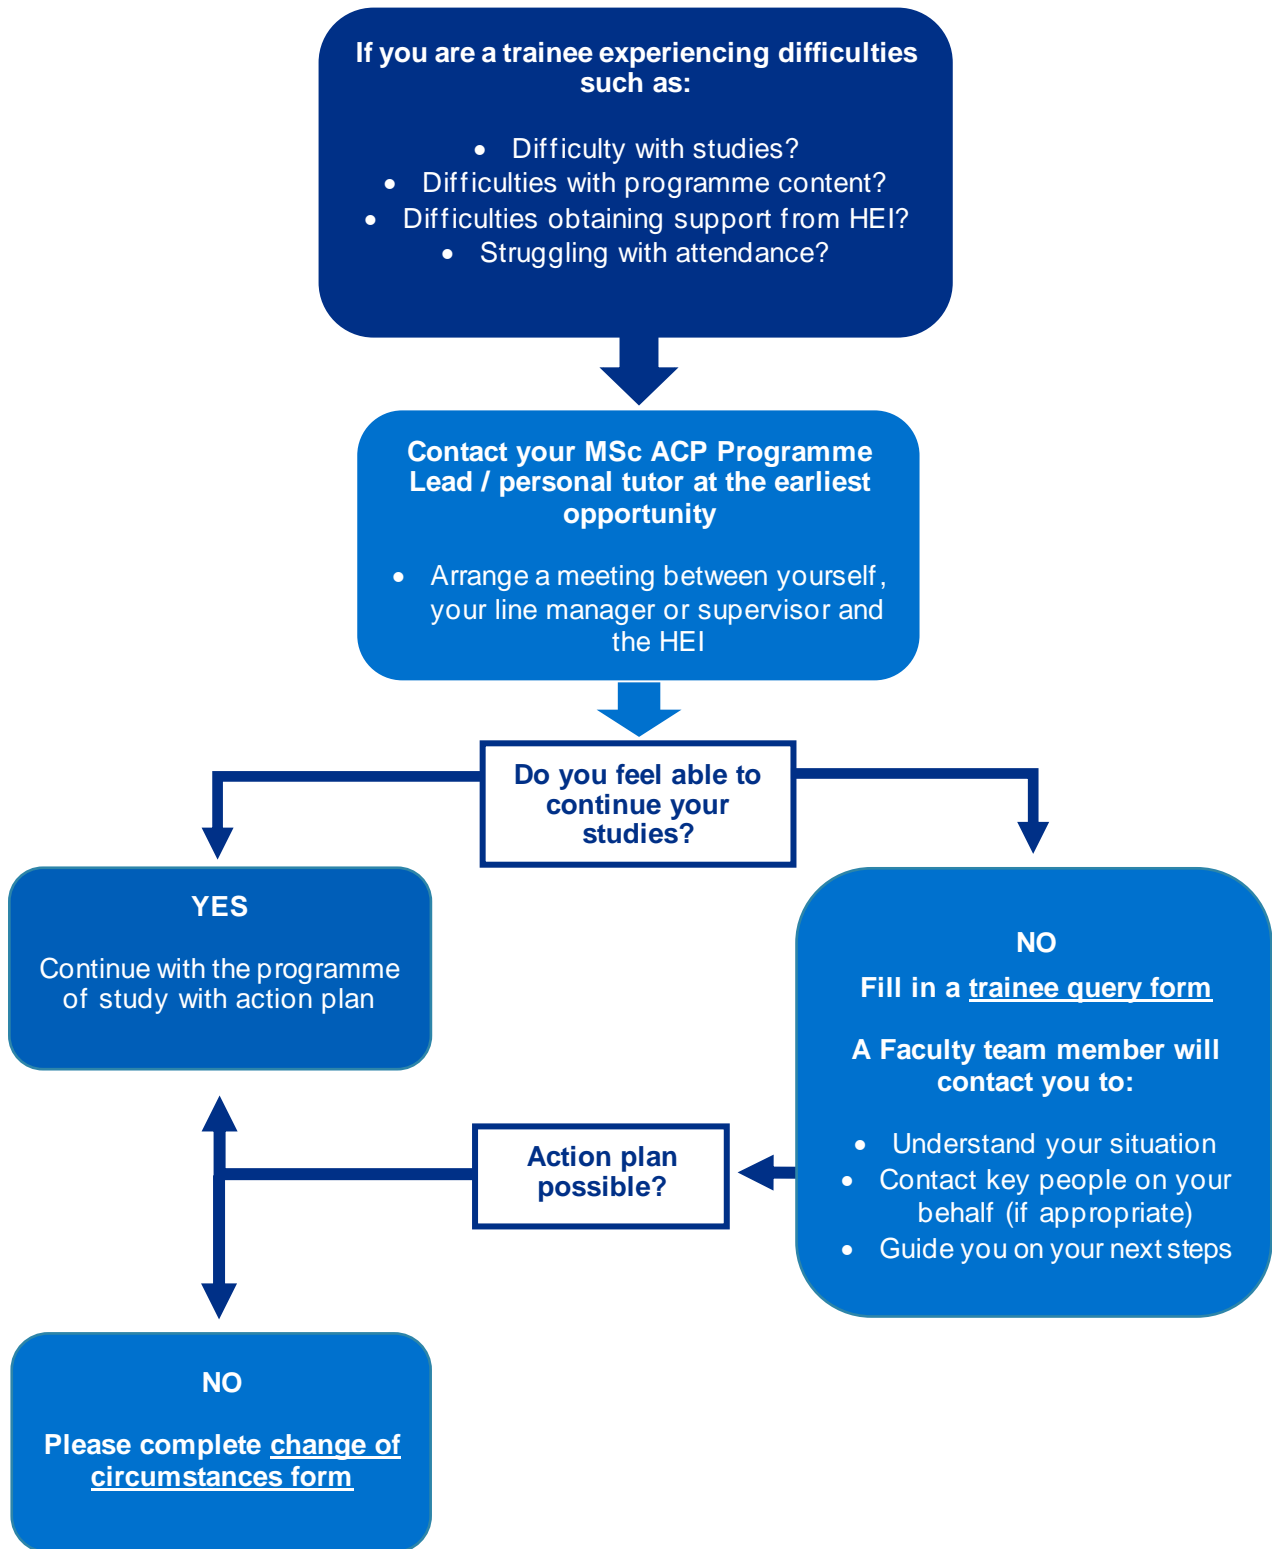 If you are a trainee experiencing difficulties
such as:
• Difficulty with studies?
• Difficulties with programme content?
• Difficulties obtaining support from HEI?
• Struggling with attendance?
Contact your MSc ACP Programme
Lead / personal tutor at the earliest
opportunity
• Arrange a meeting between yourself,
your line manager or supervisor and
the HEI
Do you feel able to
continue your
studies?
YES
Continue with the programme
of study with action plan
NO
Fill in a trainee query form
A Faculty team member will
contact you to:
• Understand your situation
• Contact key people on your
behalf (if appropriate)
• Guide you on your next steps
Action plan
possible?
NO
Please complete change of
circumstances form